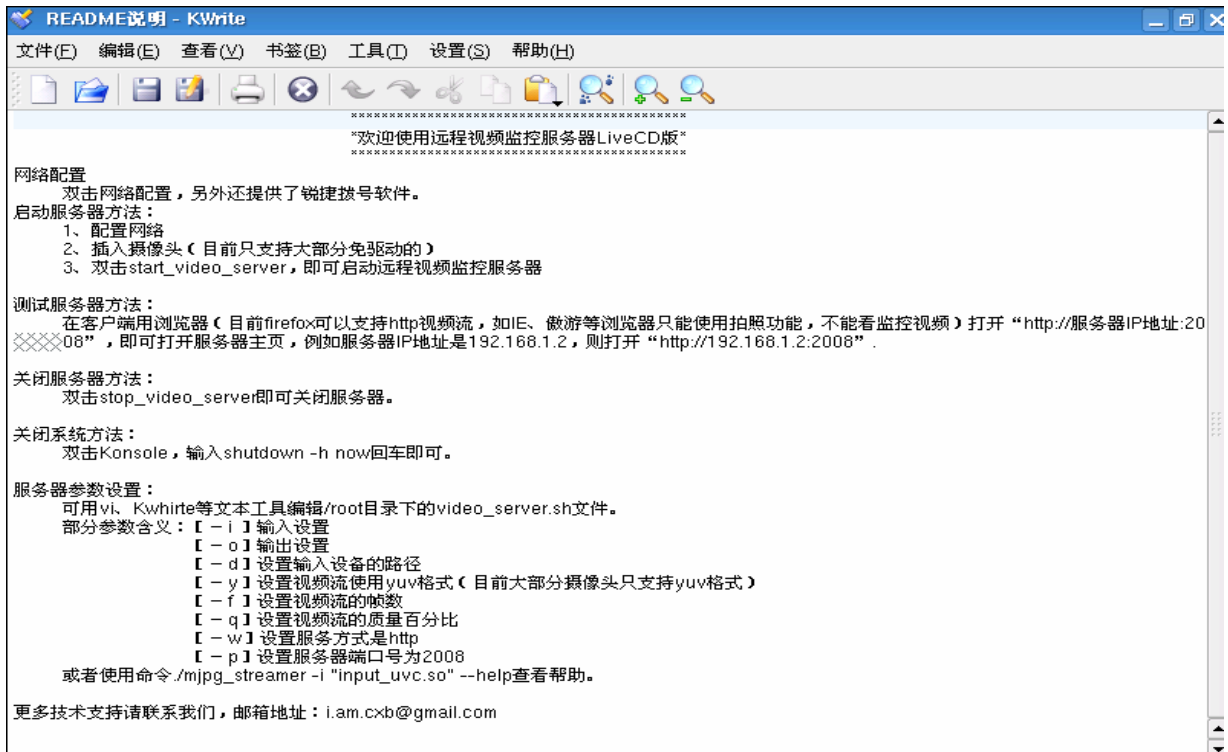 README说明 - KWrite
文件(F) 编辑(E) 查看(V) 书签(B) 工具(T) 设置(S) 帮助(H)
******************************************
*欢迎使用远程视频监控服务器LiveCD版*
******************************************
网络配置
双击网络配置，另外还提供了锐捷拨号软件。
启动服务器方法：
1、配置网络
2、插入摄像头（目前只支持大部分免驱动的）
3、双击start_video_server，即可启动远程视频监控服务器
测试服务器方法：
在客户端用浏览器（目前firefox可以支持http视频流，如IE、傲游等浏览器只能使用拍照功能，不能看监控视频）打开“http://服务器IP地址:20
08”，即可打开服务器主页，例如服务器IP地址是192.168.1.2，则打开“http://192.168.1.2:2008”.
关闭服务器方法：
双击stop_video_server即可关闭服务器。
关闭系统方法：
双击Konsole，输入shutdown -h now回车即可。
服务器参数设置：
可用vi、Kwhirte等文本工具编辑/root目录下的video_server.sh文件。
部分参数含义：【－i】输入设置
【－o】输出设置
【－d】设置输入设备的路径
【－y】设置视频流使用yuv格式（目前大部分摄像头只支持yuv格式）
【－f】设置视频流的帧数
【－q】设置视频流的质量百分比
【－w】设置服务方式是http
【－p】设置服务器端口号为2008
或者使用命令./mjpg_streamer -i "input_uvc.so" --help查看帮助。
更多技术支持请联系我们，邮箱地址：i.am.cxb@gmail.com